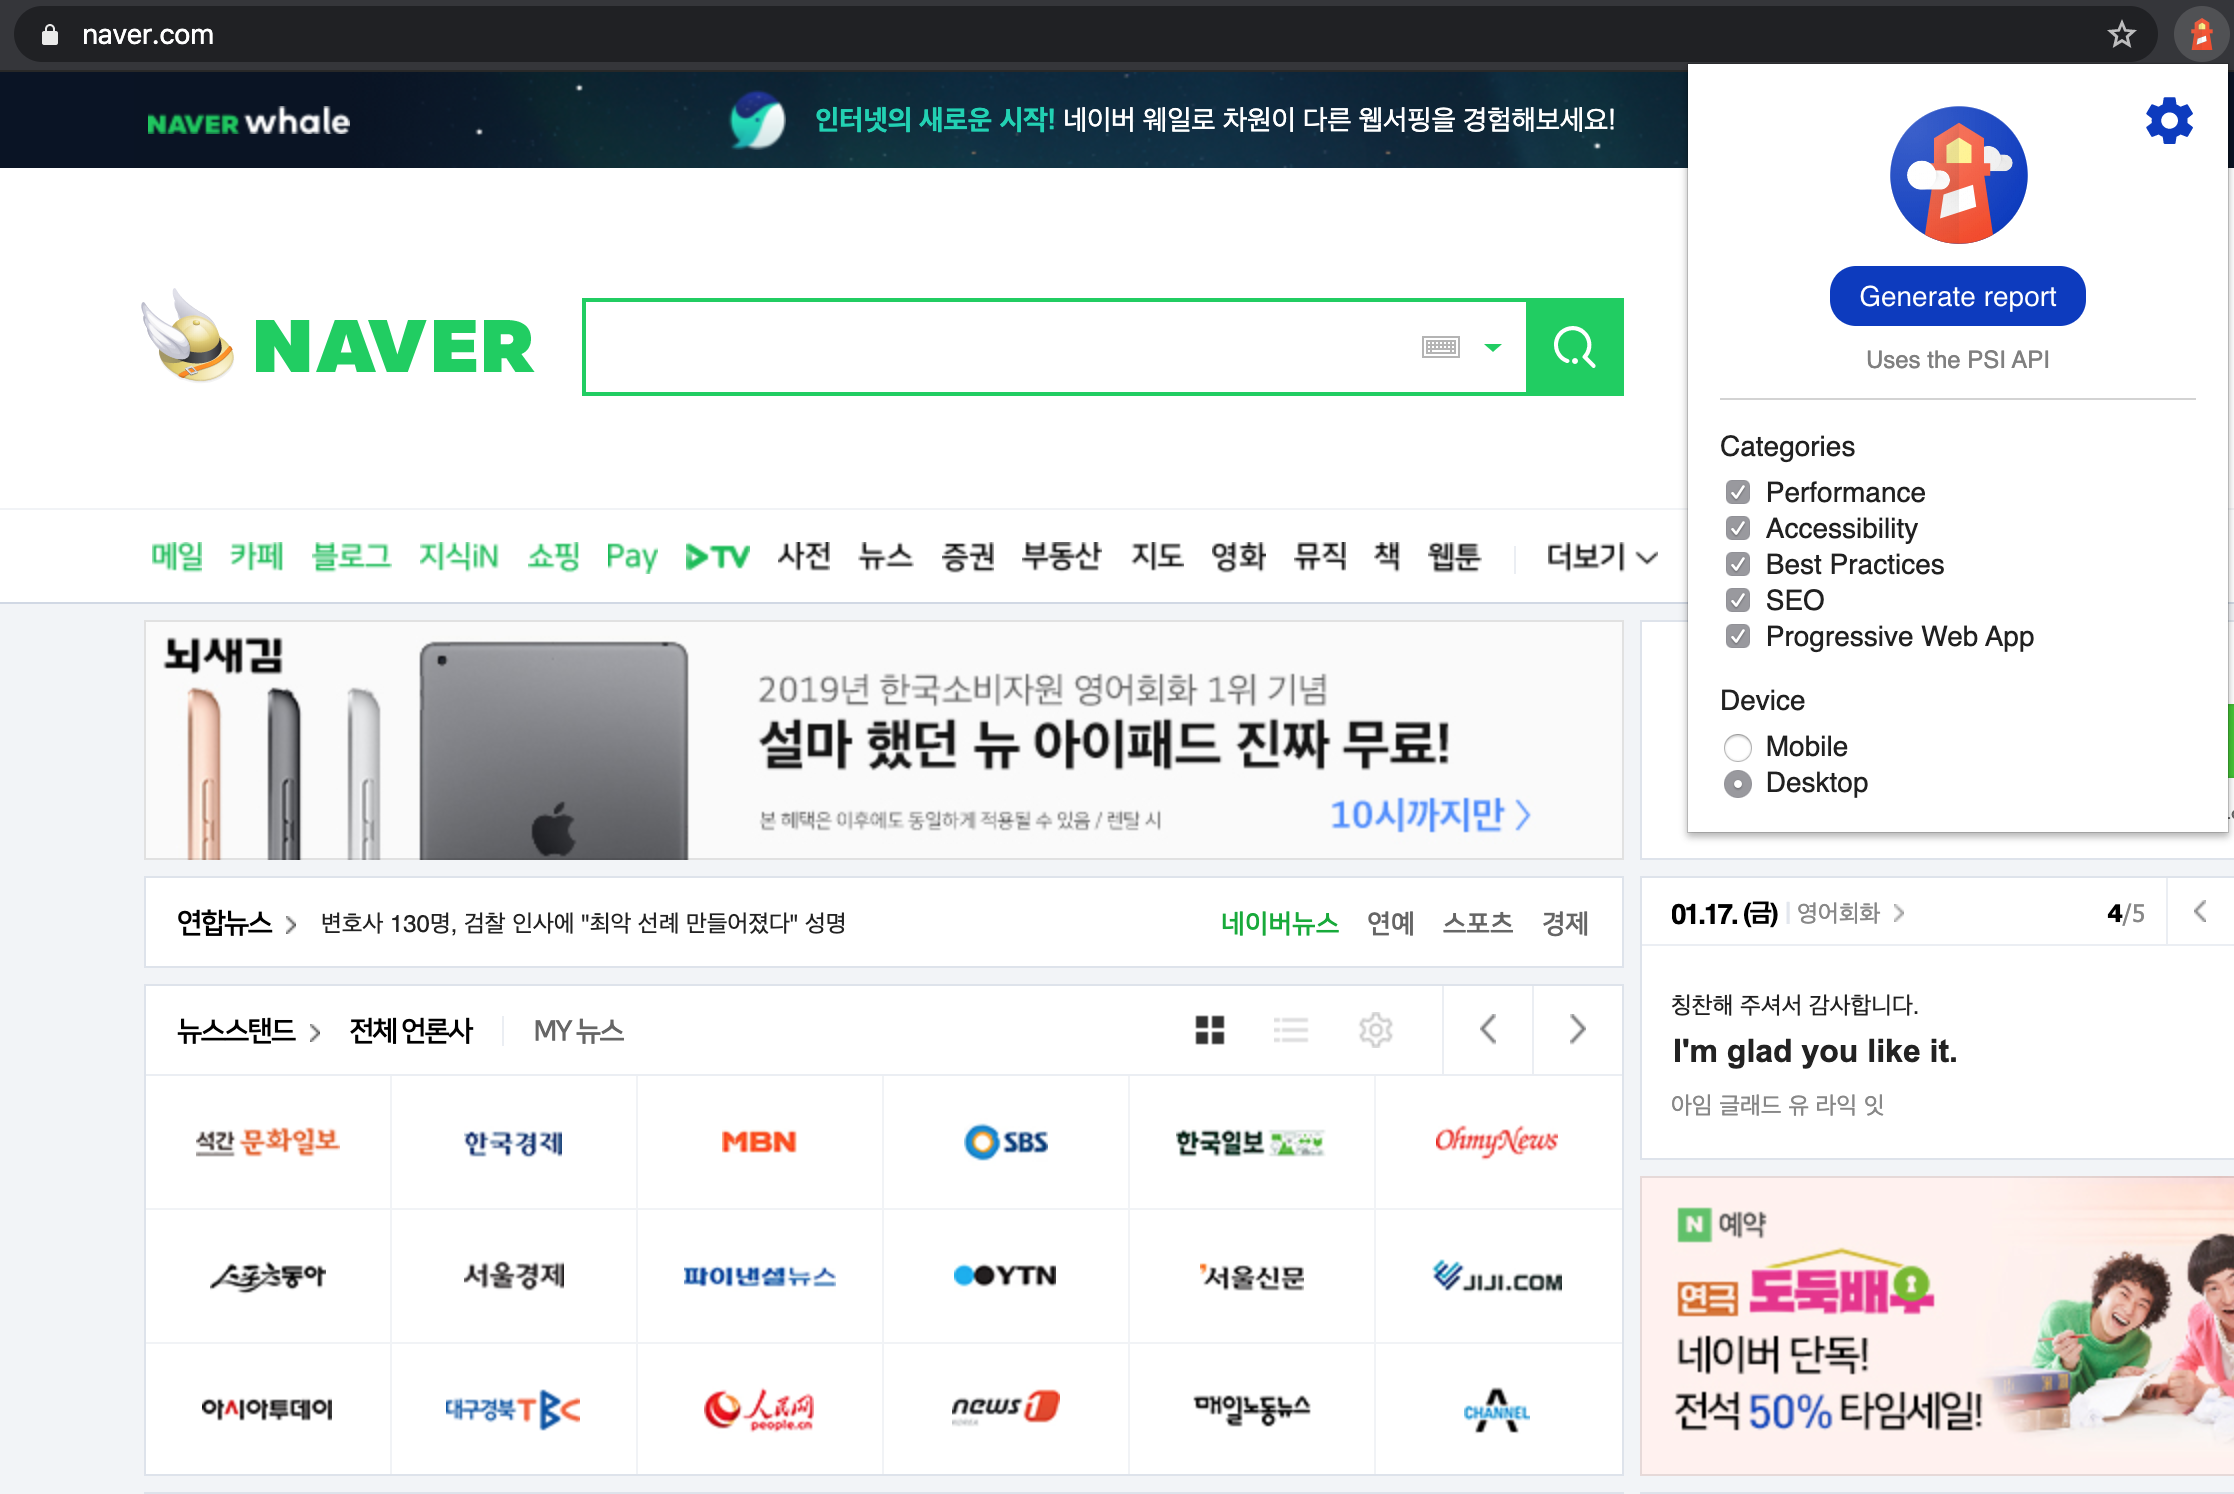 naver.com
NAVER whale
인터넷의 새로운 시작! 네이버 웨일로 차원이 다른 웹서핑을 경험해보세요!
NAVER
메일 카페 블로그 지식iN 쇼핑 Pay TV 사전 뉴스 증권 부동산 지도 영화 뮤직 책 웹툰 더보기
뇌새김
2019년 한국소비자원 영어회화 1위 기념
설마 했던 뉴 아이패드 진짜 무료!
본 혜택은 이후에도 동일하게 적용될 수 있음 / 렌탈 시
10시까지만
연합뉴스 변호사 130명, 검찰 인사에 "최악 선례 만들어졌다" 성명
네이버뉴스 연예 스포츠 경제
뉴스스탠드 전체 언론사 MY 뉴스
석간 문화일보 한국경제 MBN SBS 한국일보 OhmyNews
스포츠동아 서울경제 파이낸셜뉴스 YTN 서울신문 JIJI.COM
아시아투데이 대구경북TBC 人民网 people.cn news1 KOREA 매일노동뉴스 CHANNEL A
Generate report
Uses the PSI API
Categories
Performance
Accessibility
Best Practices
SEO
Progressive Web App
Device
Mobile
Desktop
01.17. (금) 영어회화 4/5
칭찬해 주셔서 감사합니다.
I'm glad you like it.
아임 글래드 유 라익 잇
N 예약
연극 도둑배우
네이버 단독!
전석 50% 타임세일!